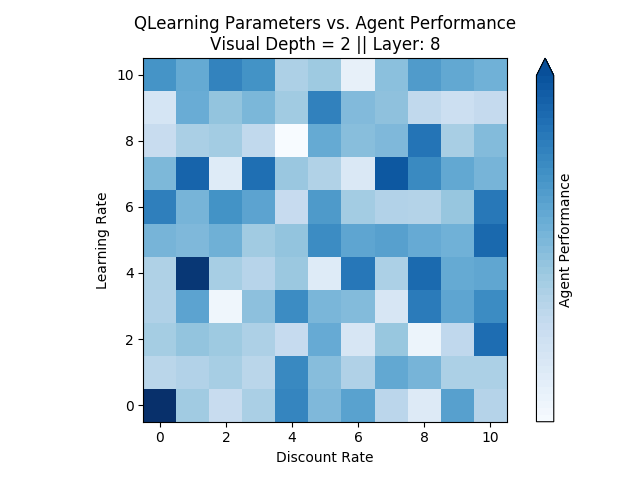 QLearning Parameters vs. Agent Performance
Visual Depth = 2 || Layer: 8
10
8
6
4
2
0
Learning Rate
0 2 4 6 8 10
Discount Rate
Agent Performance